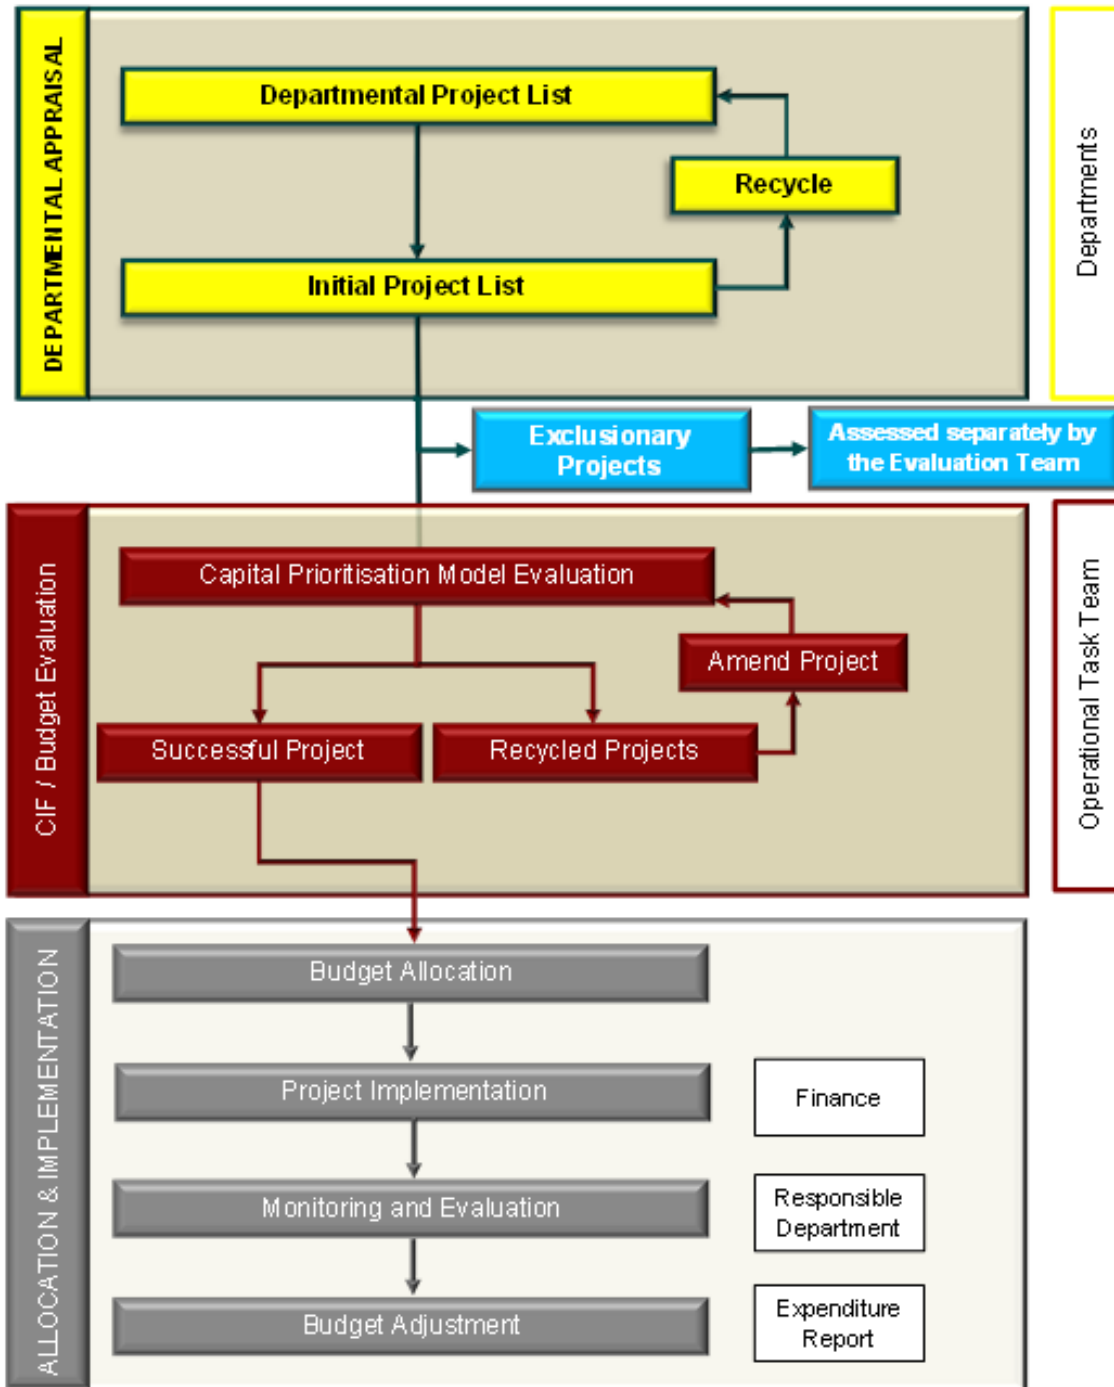 DEPARTMENTAL APPRAISAL
Departmental Project List
Recycle
Initial Project List
Departments
Exclusionary
Projects
Assessed separately by
the Evaluation Team
CIF / Budget Evaluation
Capital Prioritisation Model Evaluation
Amend Project
Successful Project
Recycled Projects
Operational Task Team
ALLOCATION & IMPLEMENTATION
Budget Allocation
Project Implementation
Finance
Monitoring and Evaluation
Responsible
Department
Budget Adjustment
Expenditure
Report